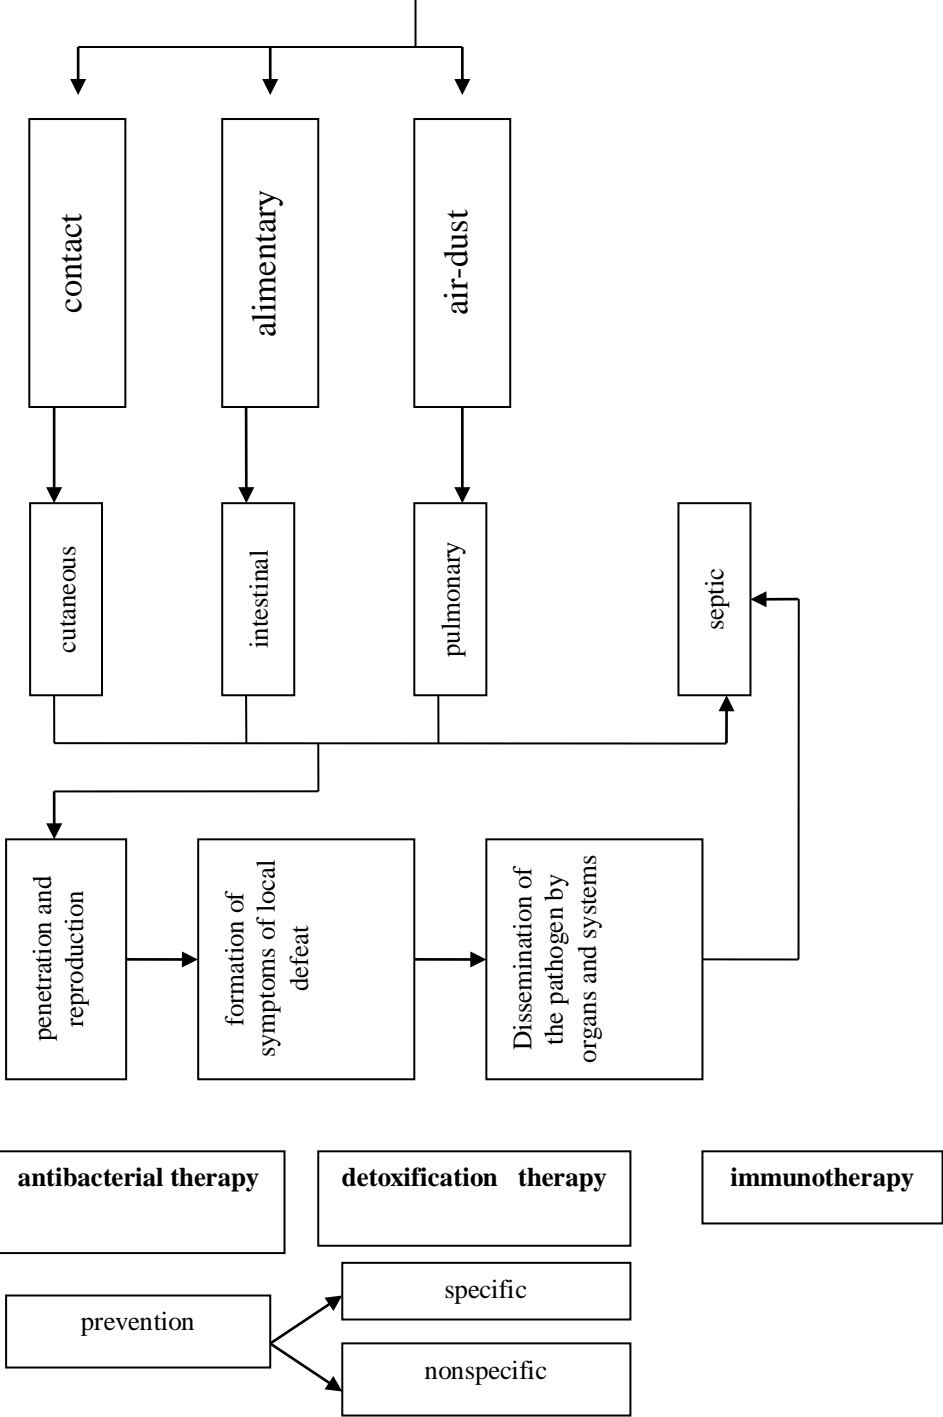 contact
alimentary
air-dust
cutaneous
intestinal
pulmonary
septic
penetration and
reproduction
formation of
symptoms of local
defeat
Dissemination of
the pathogen by
organs and systems
antibacterial therapy
detoxification therapy
immunotherapy
prevention
specific
nonspecific